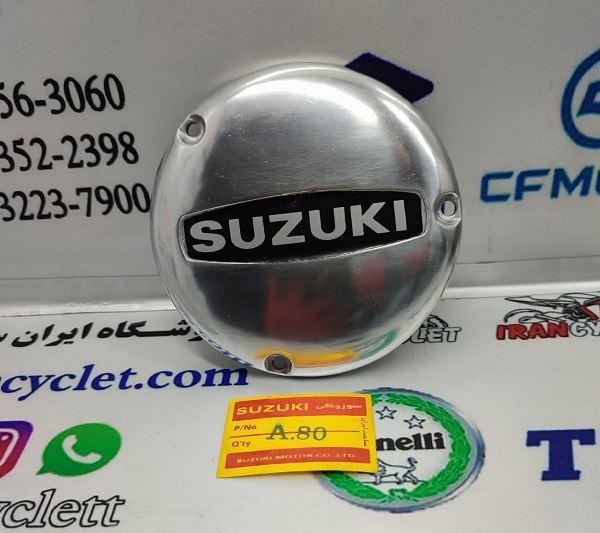 56-3060
352-2398
3223-7900
SUZUKI
CFMO
شگاه ایران س
IRANCY
LET
cyclet.com
SUZUKI سوزوکی
P/No
A.80
Q'ty
SUZUKI MOTOR CO.,LTD
nelli
T
yclett